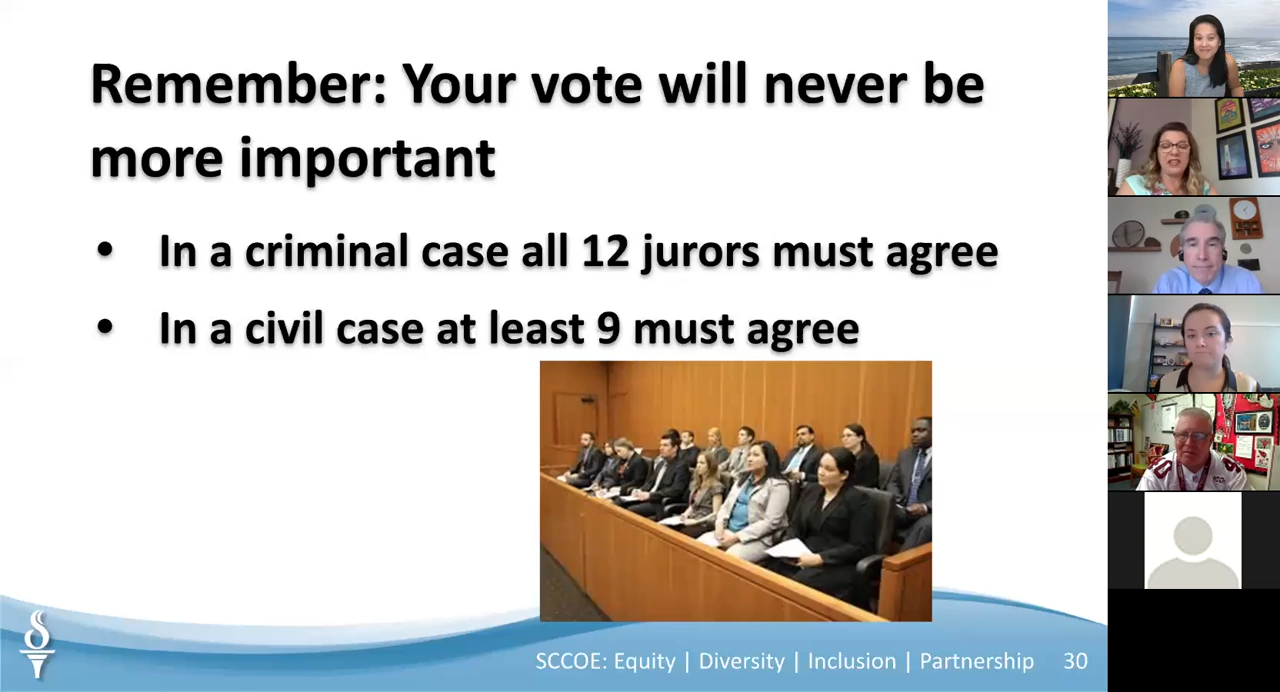 Remember: Your vote will never be
more important
• In a criminal case all 12 jurors must agree
• In a civil case at least 9 must agree
SCCOE: Equity | Diversity | Inclusion | Partnership 30